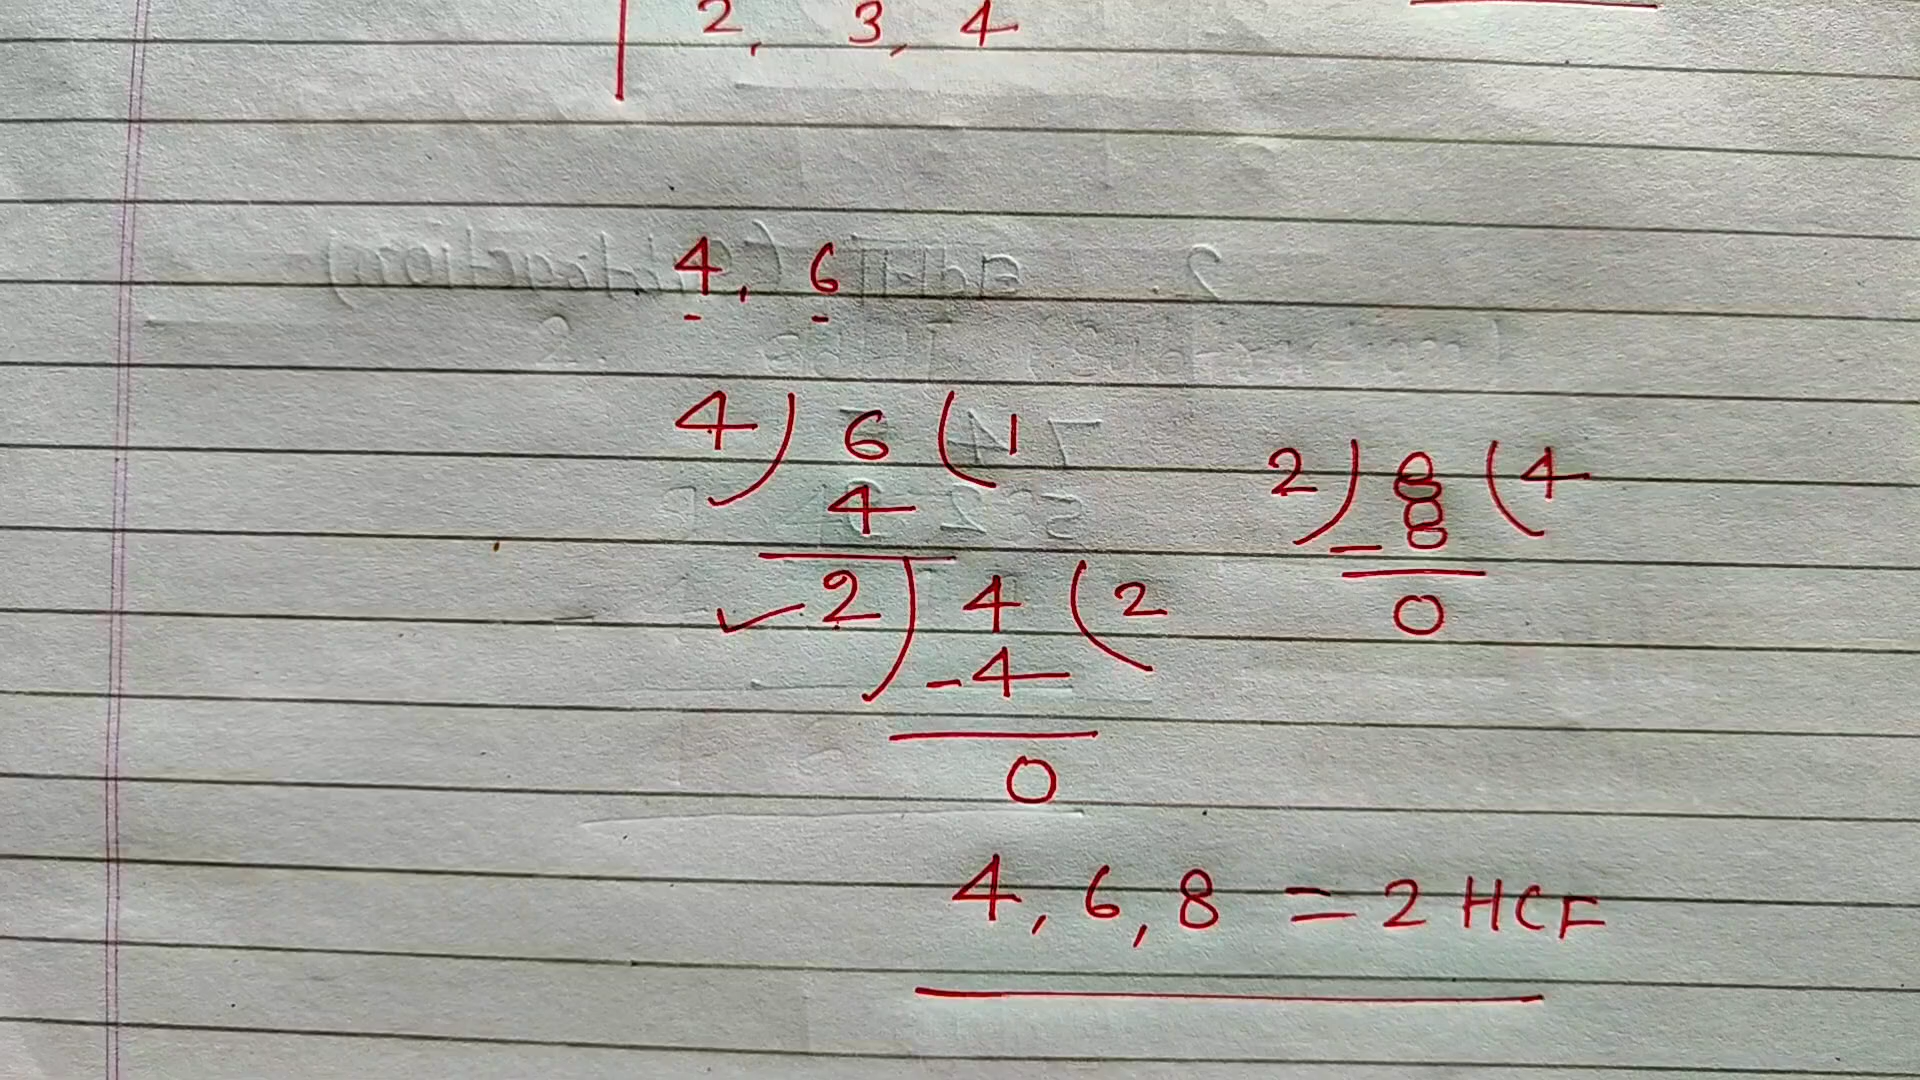 2, 3, 4
4, 6
4) 6 (1
4
2) 4 (2
-4
0
2) 8 (4
- 8
0
4, 6, 8 = 2 HCF